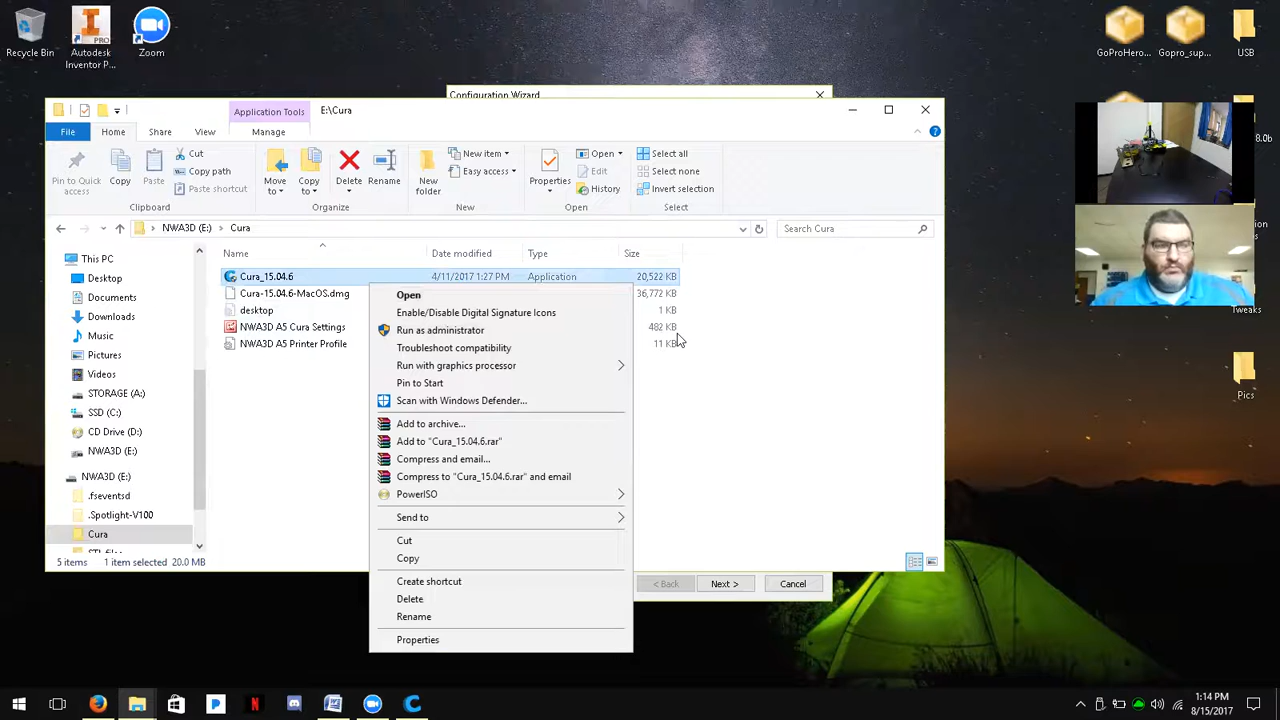 Recycle Bin
Autodesk
Inventor P...
Zoom
GoProHero...
Gopro_sup...
USB
Configuration Wizard
Application Tools
E:\Cura
File
Home
Share
View
Manage
Pin to Quick
access
Copy
Paste
Cut
Copy path
Paste shortcut
Clipboard
Move
to
Copy
to
Delete
Rename
Organize
New
folder
New item
Easy access
New
Properties
Open
Edit
History
Open
Select all
Select none
Invert selection
Select
NWA3D (E:)
Cura
Search Cura
This PC
Desktop
Documents
Downloads
Music
Pictures
Videos
STORAGE (A:)
SSD (C:)
CD Drive (D:)
NWA3D (E:)
NWA3D (E:)
.fseventsd
.Spotlight-V100
Cura
Name
Date modified
Type
Size
Cura_15.04.6
4/11/2017 1:27 PM
Application
20,522 KB
Cura-15.04.6-MacOS.dmg
36,772 KB
desktop
1 KB
NWA3D A5 Cura Settings
482 KB
NWA3D A5 Printer Profile
11 KB
Open
Enable/Disable Digital Signature Icons
Run as administrator
Troubleshoot compatibility
Run with graphics processor
Pin to Start
Scan with Windows Defender...
Add to archive...
Add to "Cura_15.04.6.rar"
Compress and email...
Compress to "Cura_15.04.6.rar" and email
PowerISO
Send to
Cut
Copy
Create shortcut
Delete
Rename
Properties
5 items
1 item selected
20.0 MB
< Back
Next >
Cancel
8.0b
Tweaks
Pics
1:14 PM
8/15/2017